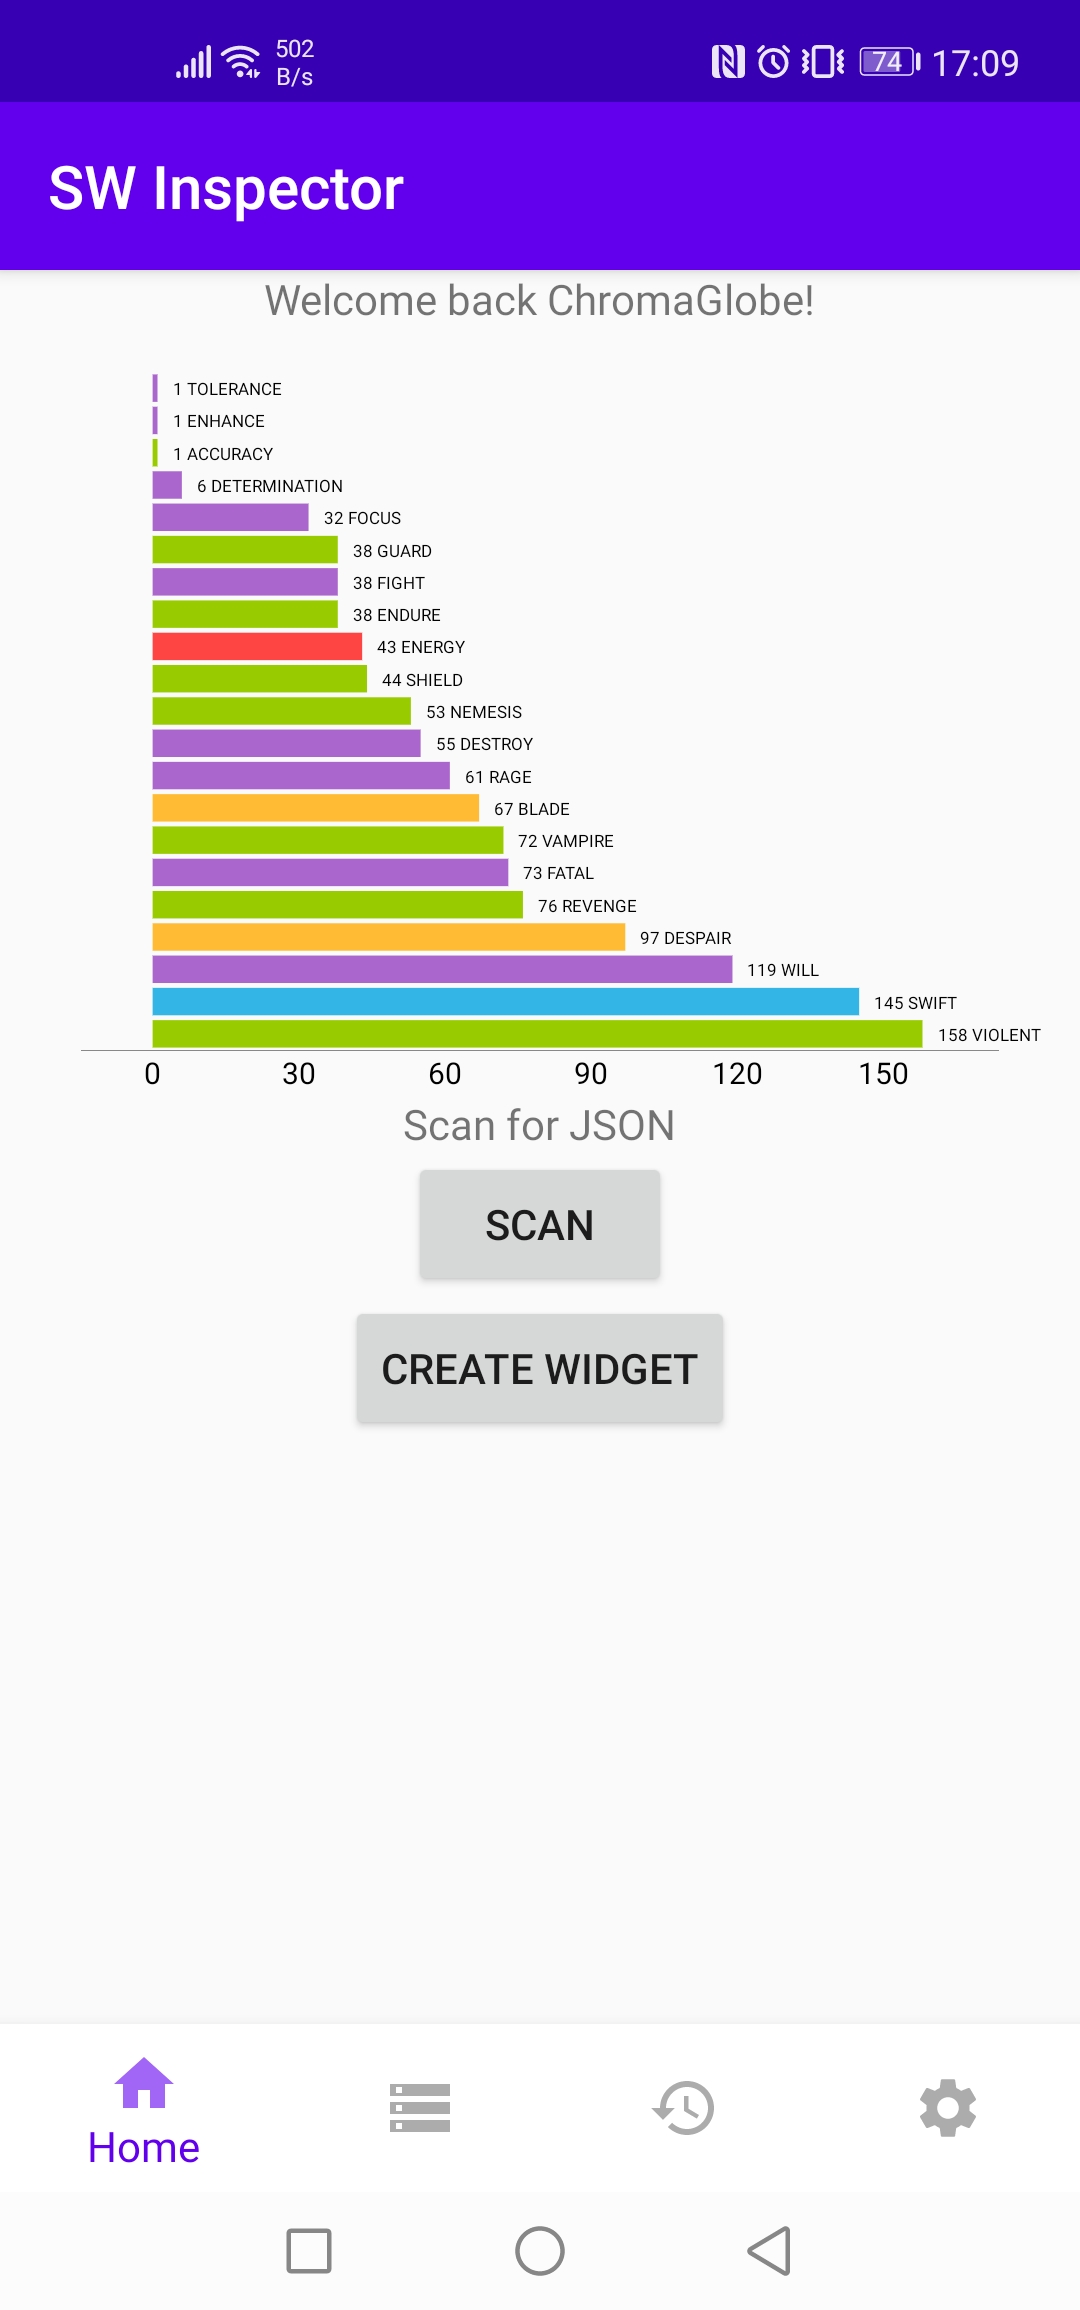 502
B/s
74
17:09
SW Inspector
Welcome back ChromaGlobe!
1 TOLERANCE
1 ENHANCE
1 ACCURACY
6 DETERMINATION
32 FOCUS
38 GUARD
38 FIGHT
38 ENDURE
43 ENERGY
44 SHIELD
53 NEMESIS
55 DESTROY
61 RAGE
67 BLADE
72 VAMPIRE
73 FATAL
76 REVENGE
97 DESPAIR
119 WILL
145 SWIFT
158 VIOLENT
0 30 60 90 120 150
Scan for JSON
SCAN
CREATE WIDGET
Home